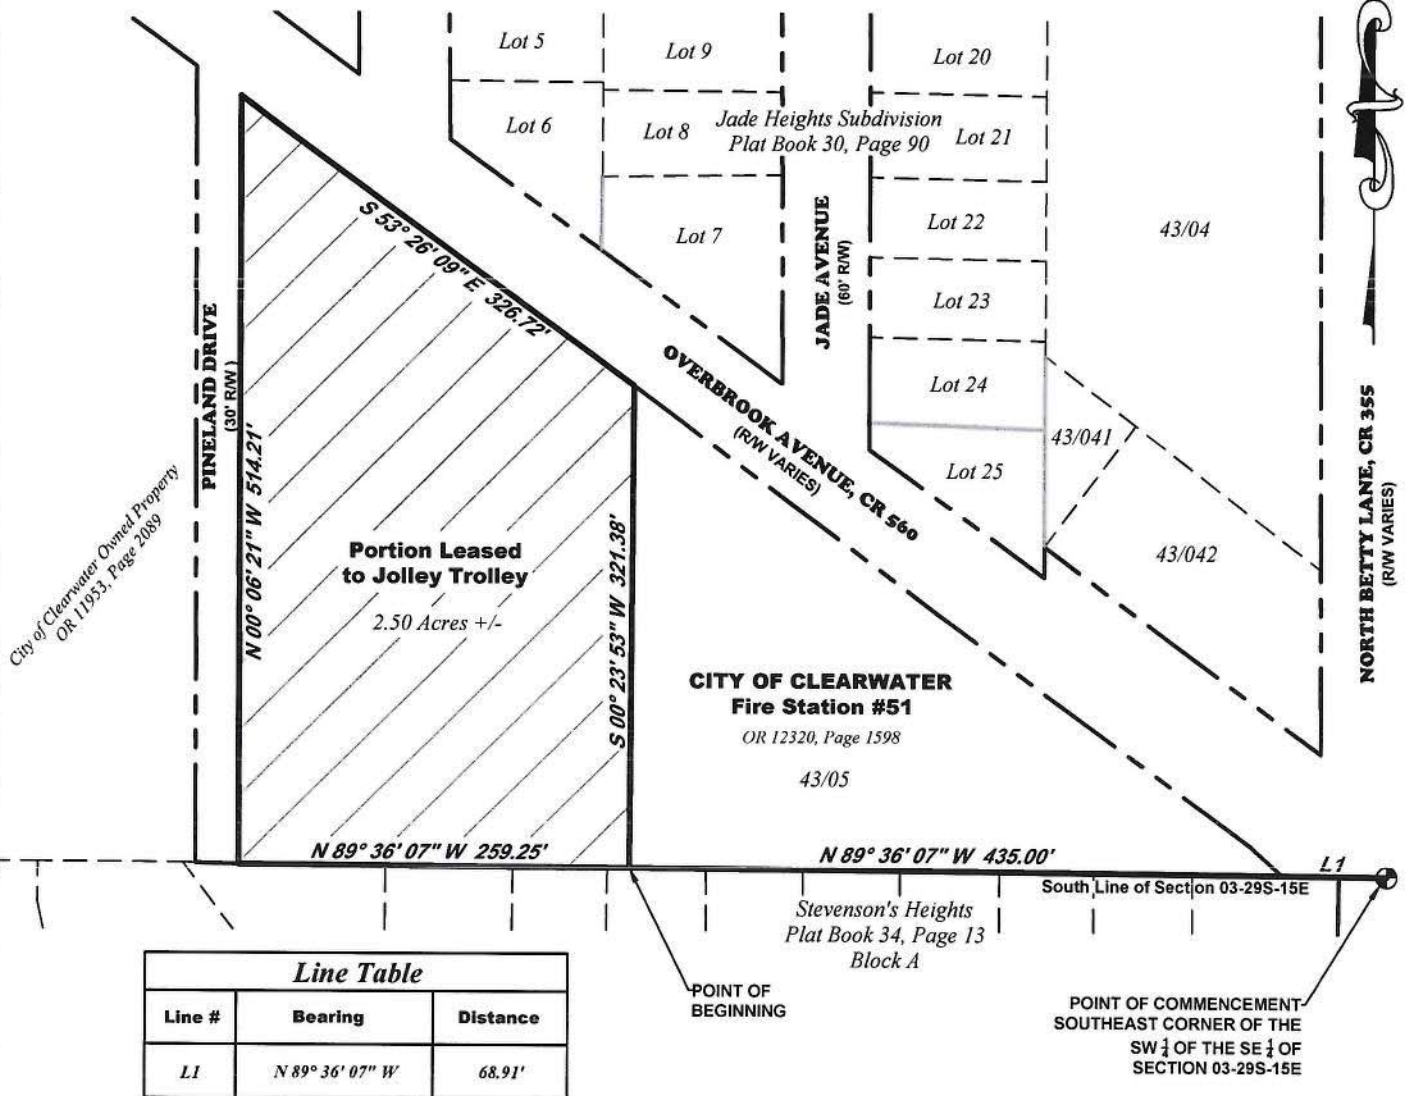 Lot 5
Lot 9
Lot 20
Lot 6
Lot 8
Jade Heights Subdivision
Plat Book 30, Page 90
Lot 21
Lot 7
Lot 22
43/04
JADE AVENUE
(60' R/W)
Lot 23
Lot 24
43/041
Lot 25
43/042
S 53° 26' 09" E 326.72'
PINELAND DRIVE
(30' R/W )
N 00° 06' 21" W 514.21'
OVERBROOK AVENUE, CR 560
(R/W VARIES)
NORTH BETTY LANE, CR 355
(R/W VARIES)
City of Clearwater Owned Property
OR 11953, Page 2089
Portion Leased
to Jolley Trolley
2.50 Acres +/-
S 00° 23' 53" W 321.38'
CITY OF CLEARWATER
Fire Station #51
OR 12320, Page 1598
43/05
N 89° 36' 07" W 259.25'
N 89° 36' 07" W 435.00'
L1
South Line of Section 03-29S-15E
Stevenson's Heights
Plat Book 34, Page 13
Block A
POINT OF
BEGINNING
POINT OF COMMENCEMENT
SOUTHEAST CORNER OF THE
SW 1/4 OF THE SE 1/4 OF
SECTION 03-29S-15E
Line Table
Line # Bearing Distance
L1 N 89° 36' 07" W 68.91'